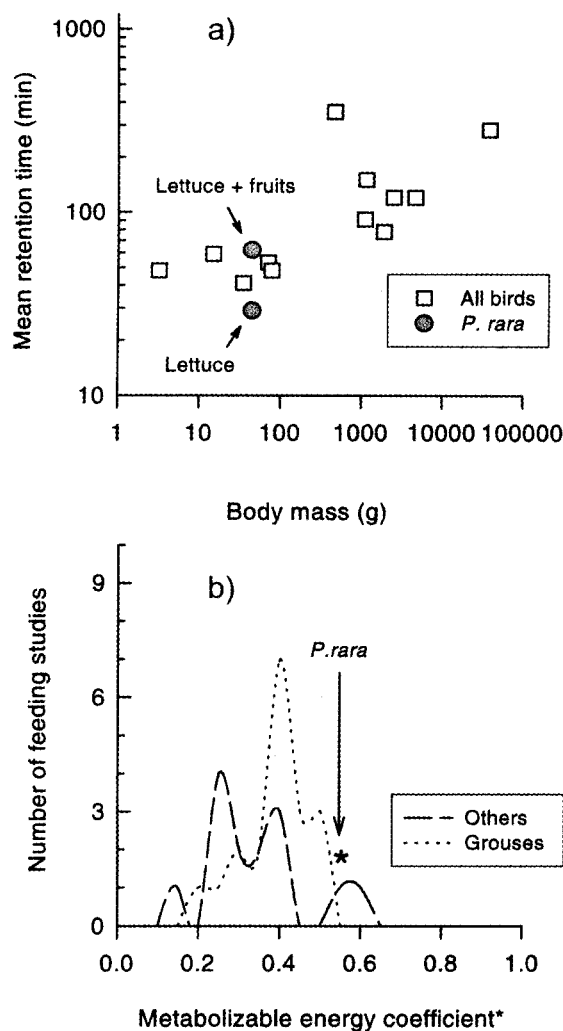 a)
1000
100
10
Mean retention time (min)
Lettuce + fruits
Lettuce
All birds
P. rara
1 10 100 1000 10000 100000
Body mass (g)
b)
9
6
3
0
Number of feeding studies
P.rara
*
Others
Grouses
0.0 0.2 0.4 0.6 0.8 1.0
Metabolizable energy coefficient*